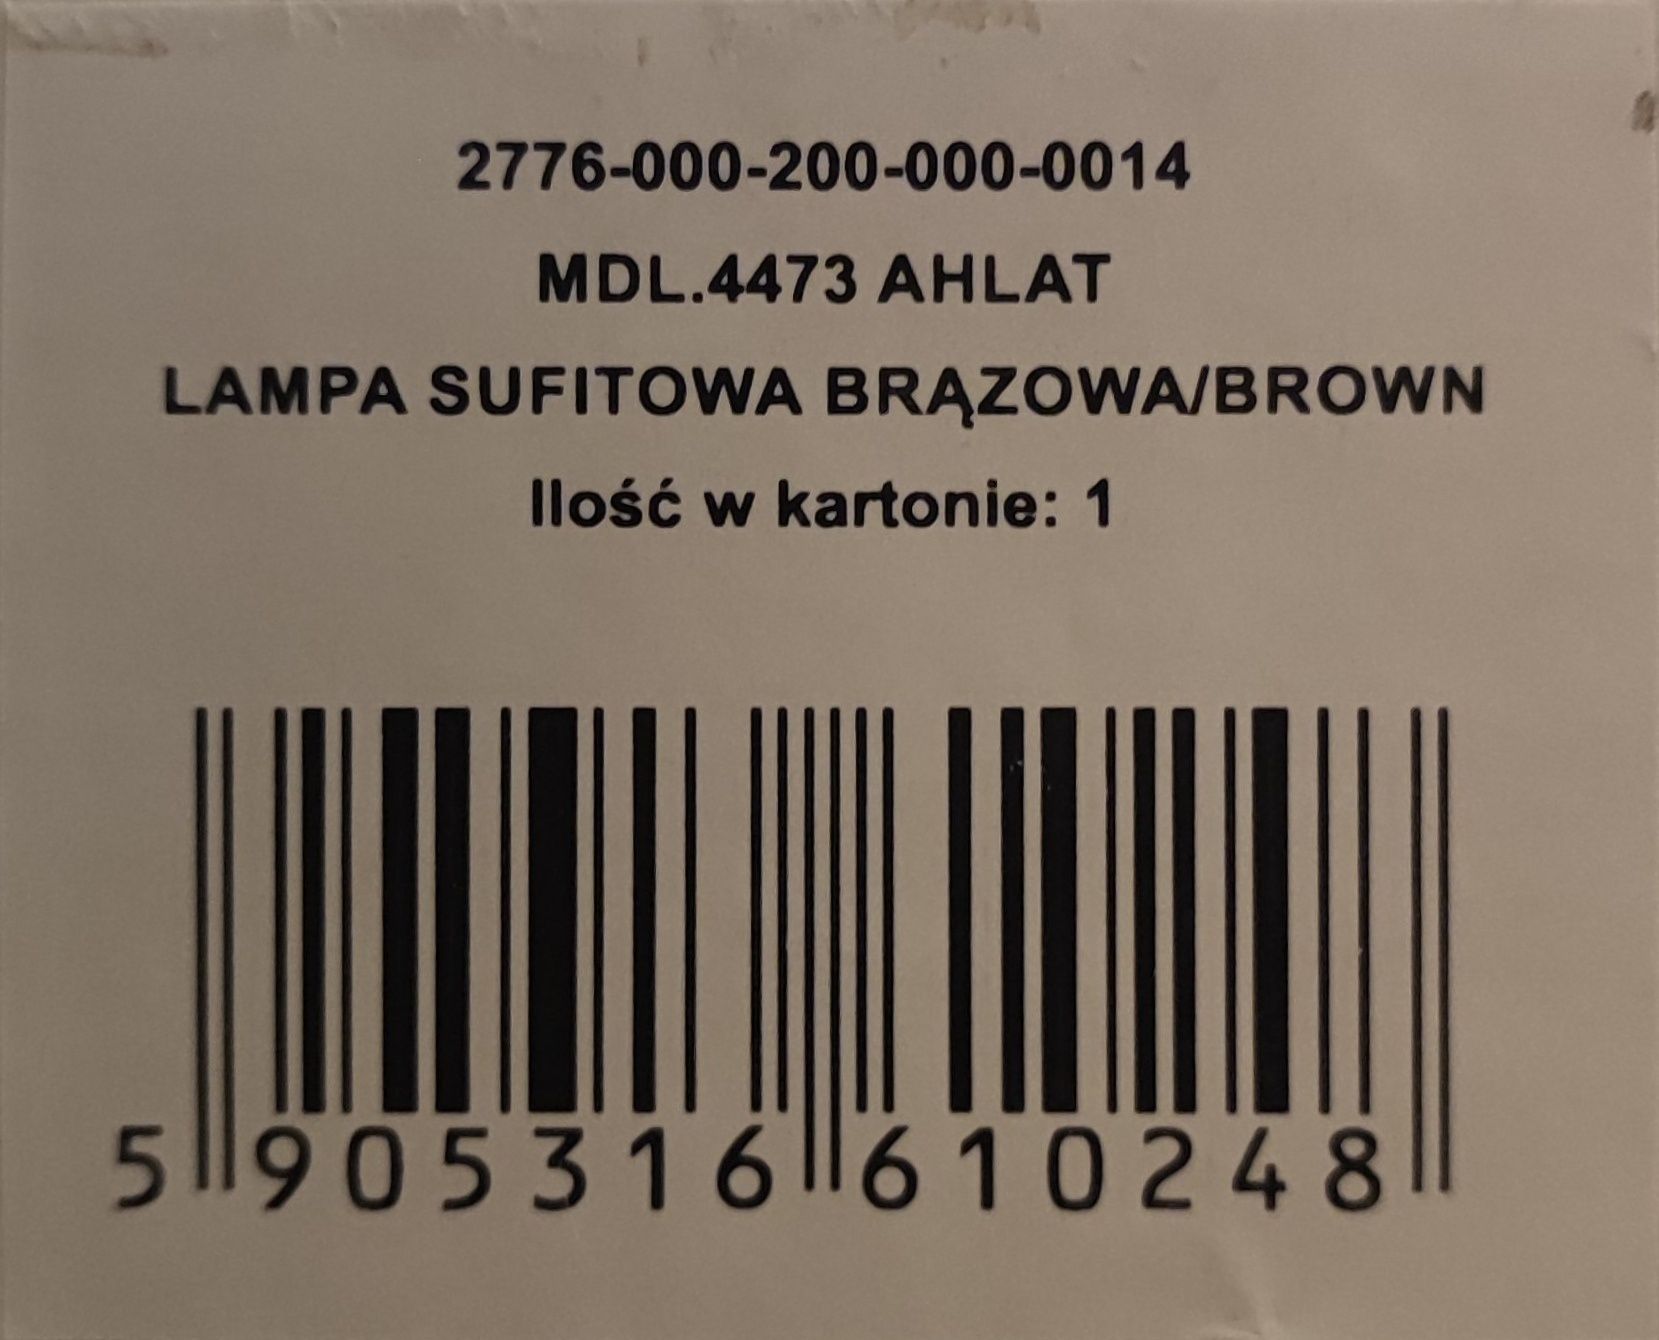 2776-000-200-000-0014
MDL.4473 AHLAT
LAMPA SUFITOWA BRĄZOWA/BROWN
Ilość w kartonie: 1
5 905316 610248